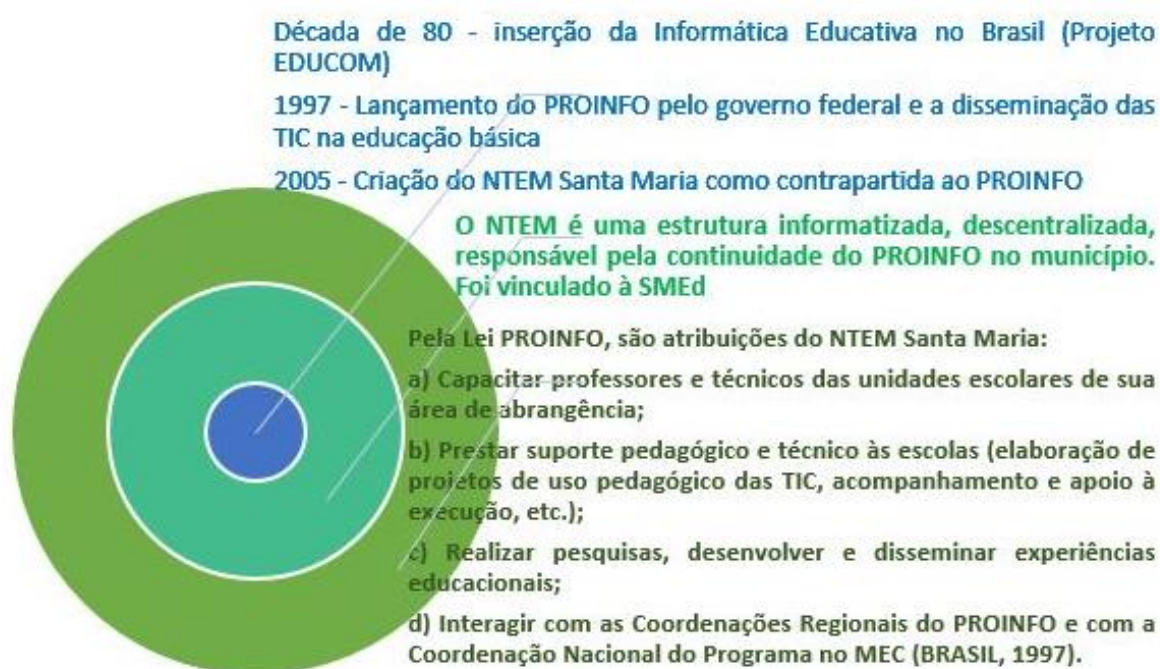 Década de 80 - inserção da Informática Educativa no Brasil (Projeto
EDUCOM)
1997 - Lançamento do PROINFO pelo governo federal e a disseminação das
TIC na educação básica
2005 - Criação do NTEM Santa Maria como contrapartida ao PROINFO
O NTEM é uma estrutura informatizada, descentralizada,
responsável pela continuidade do PROINFO no município.
Foi vinculado à SMEd
Pela Lei PROINFO, são atribuições do NTEM Santa Maria:
a) Capacitar professores e técnicos das unidades escolares de sua
área de abrangência;
b) Prestar suporte pedagógico e técnico às escolas (elaboração de
projetos de uso pedagógico das TIC, acompanhamento e apoio à
execução, etc.);
c) Realizar pesquisas, desenvolver e disseminar experiências
educacionais;
d) Interagir com as Coordenações Regionais do PROINFO e com a
Coordenação Nacional do Programa no MEC (BRASIL, 1997).